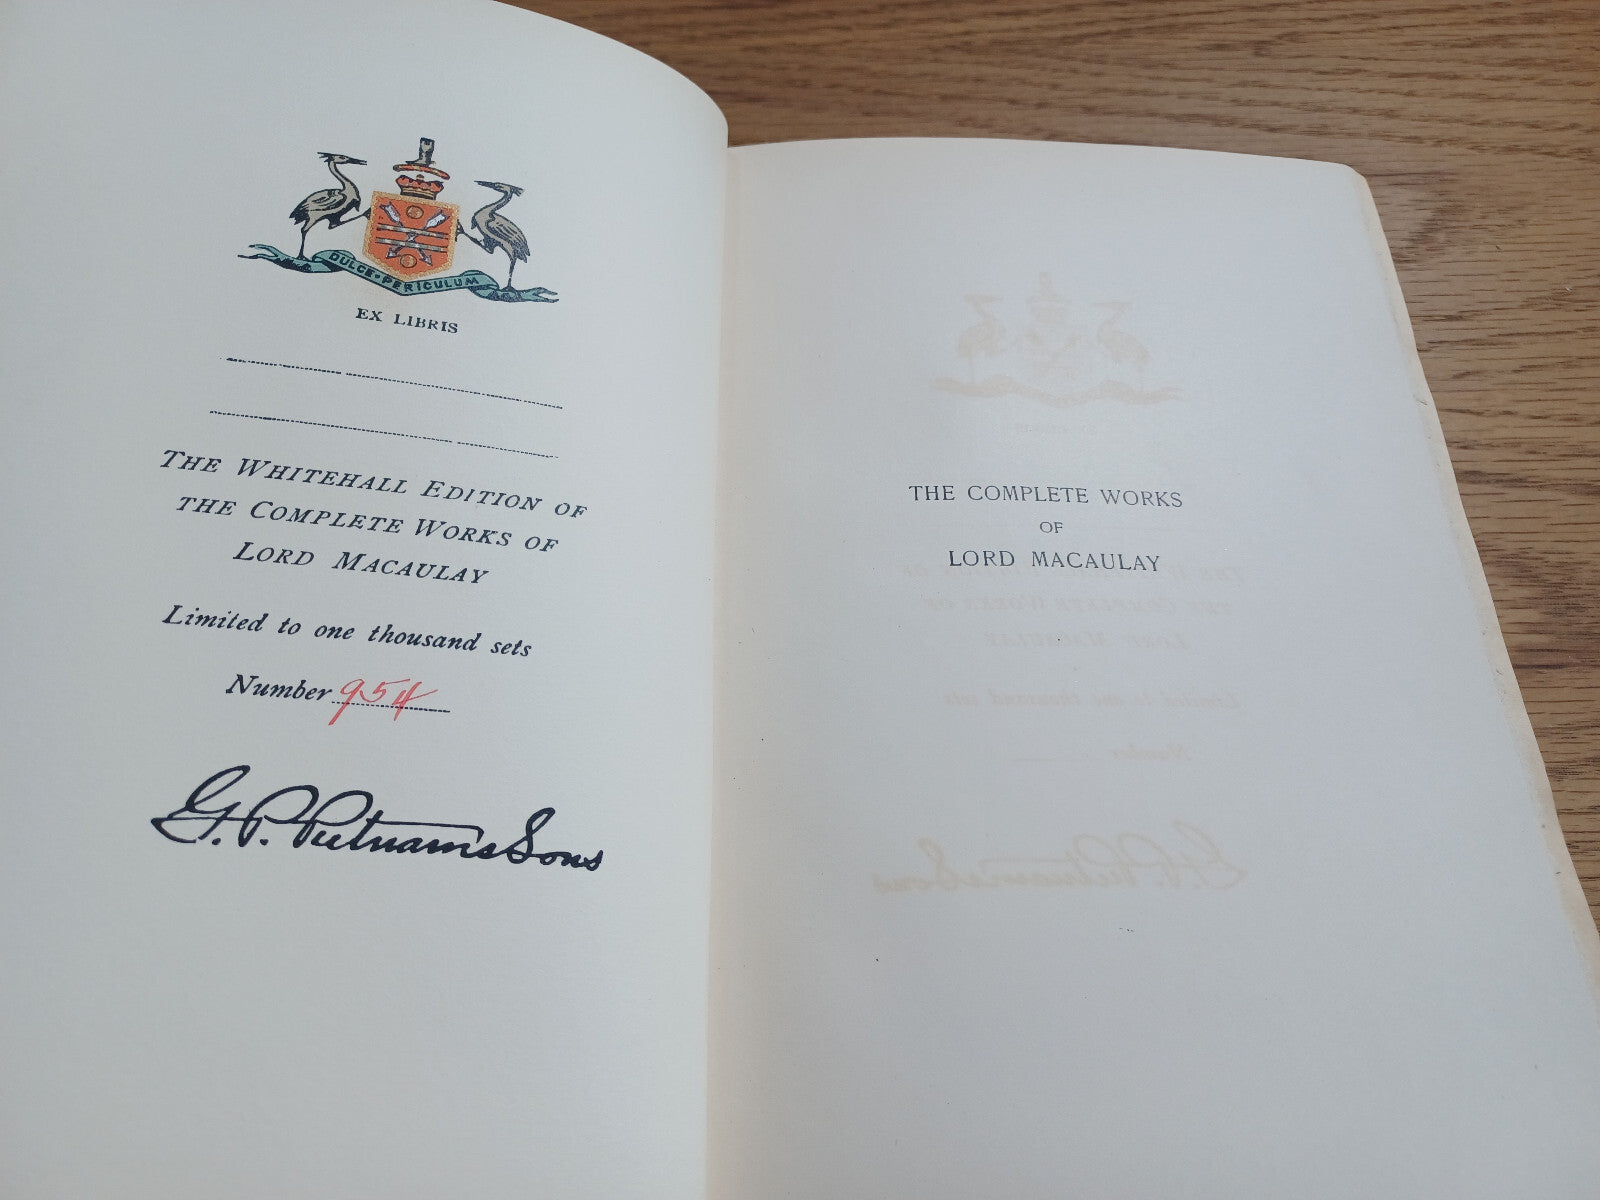 DULCE · PERICULUM
EX LIBRIS
THE WHITEHALL EDITION OF
THE COMPLETE WORKS OF
LORD MACAULAY
Limited to one thousand sets
Number 954
G. P. Putnam's Sons
THE COMPLETE WORKS
OF
LORD MACAULAY